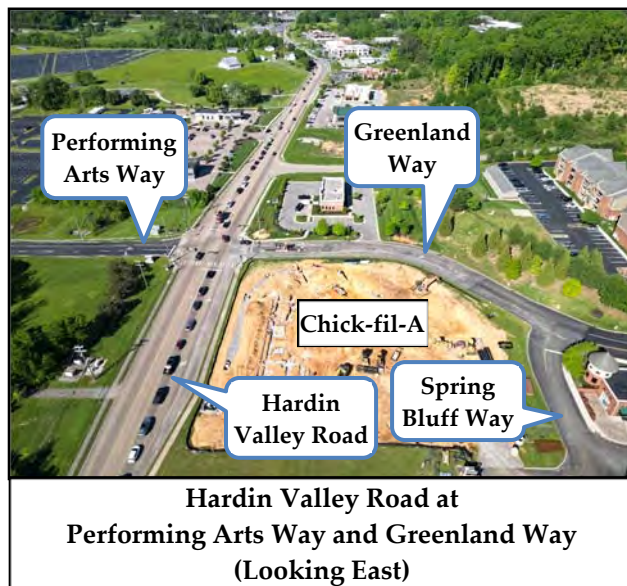 Performing
Arts Way
Greenland
Way
Chick-fil-A
Hardin
Valley Road
Spring
Bluff Way
Hardin Valley Road at
Performing Arts Way and Greenland Way
(Looking East)